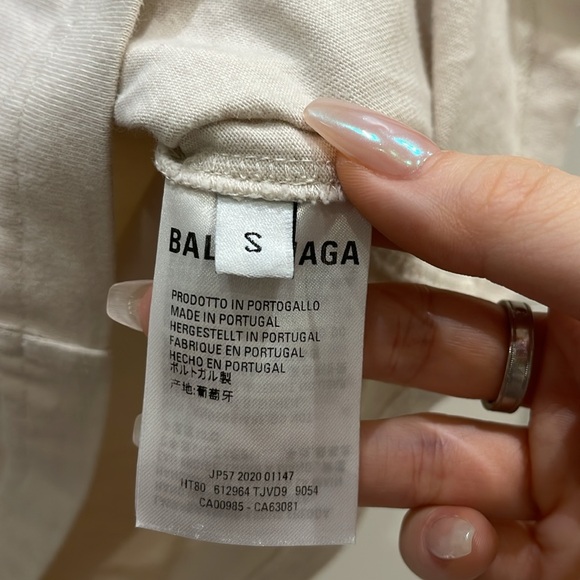 BAL AGA
S
PRODOTTO IN PORTOGALLO
MADE IN PORTUGAL
HERGESTELLT IN PORTUGAL
FABRIQUE EN PORTUGAL
HECHO EN PORTUGAL
ポルトガル製
产地:葡萄牙
JP57 2020 01147
HT80 612964 TJVD9 9054
CA00985 - CA63081